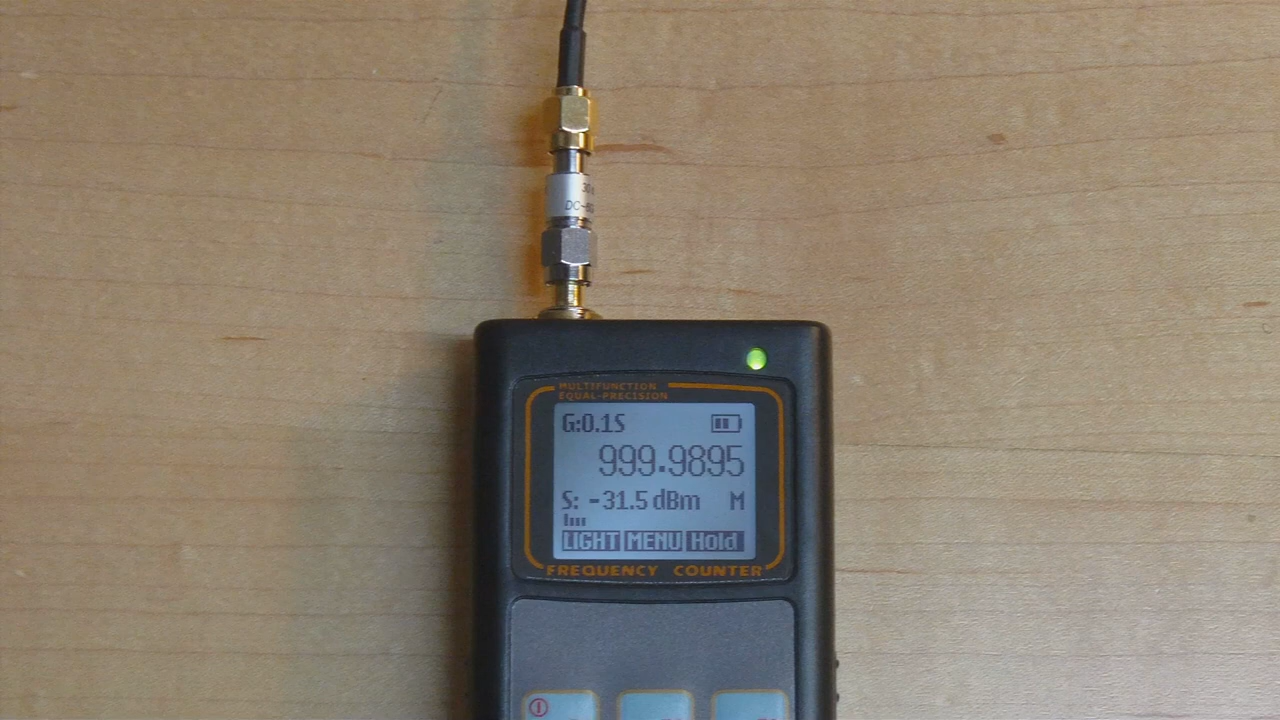 MULTIFUNCTION
EQUAL-PRECISION
G:0.1S
999.9895
S: -31.5 dBm M
LIGHT MENU Hold
FREQUENCY COUNTER